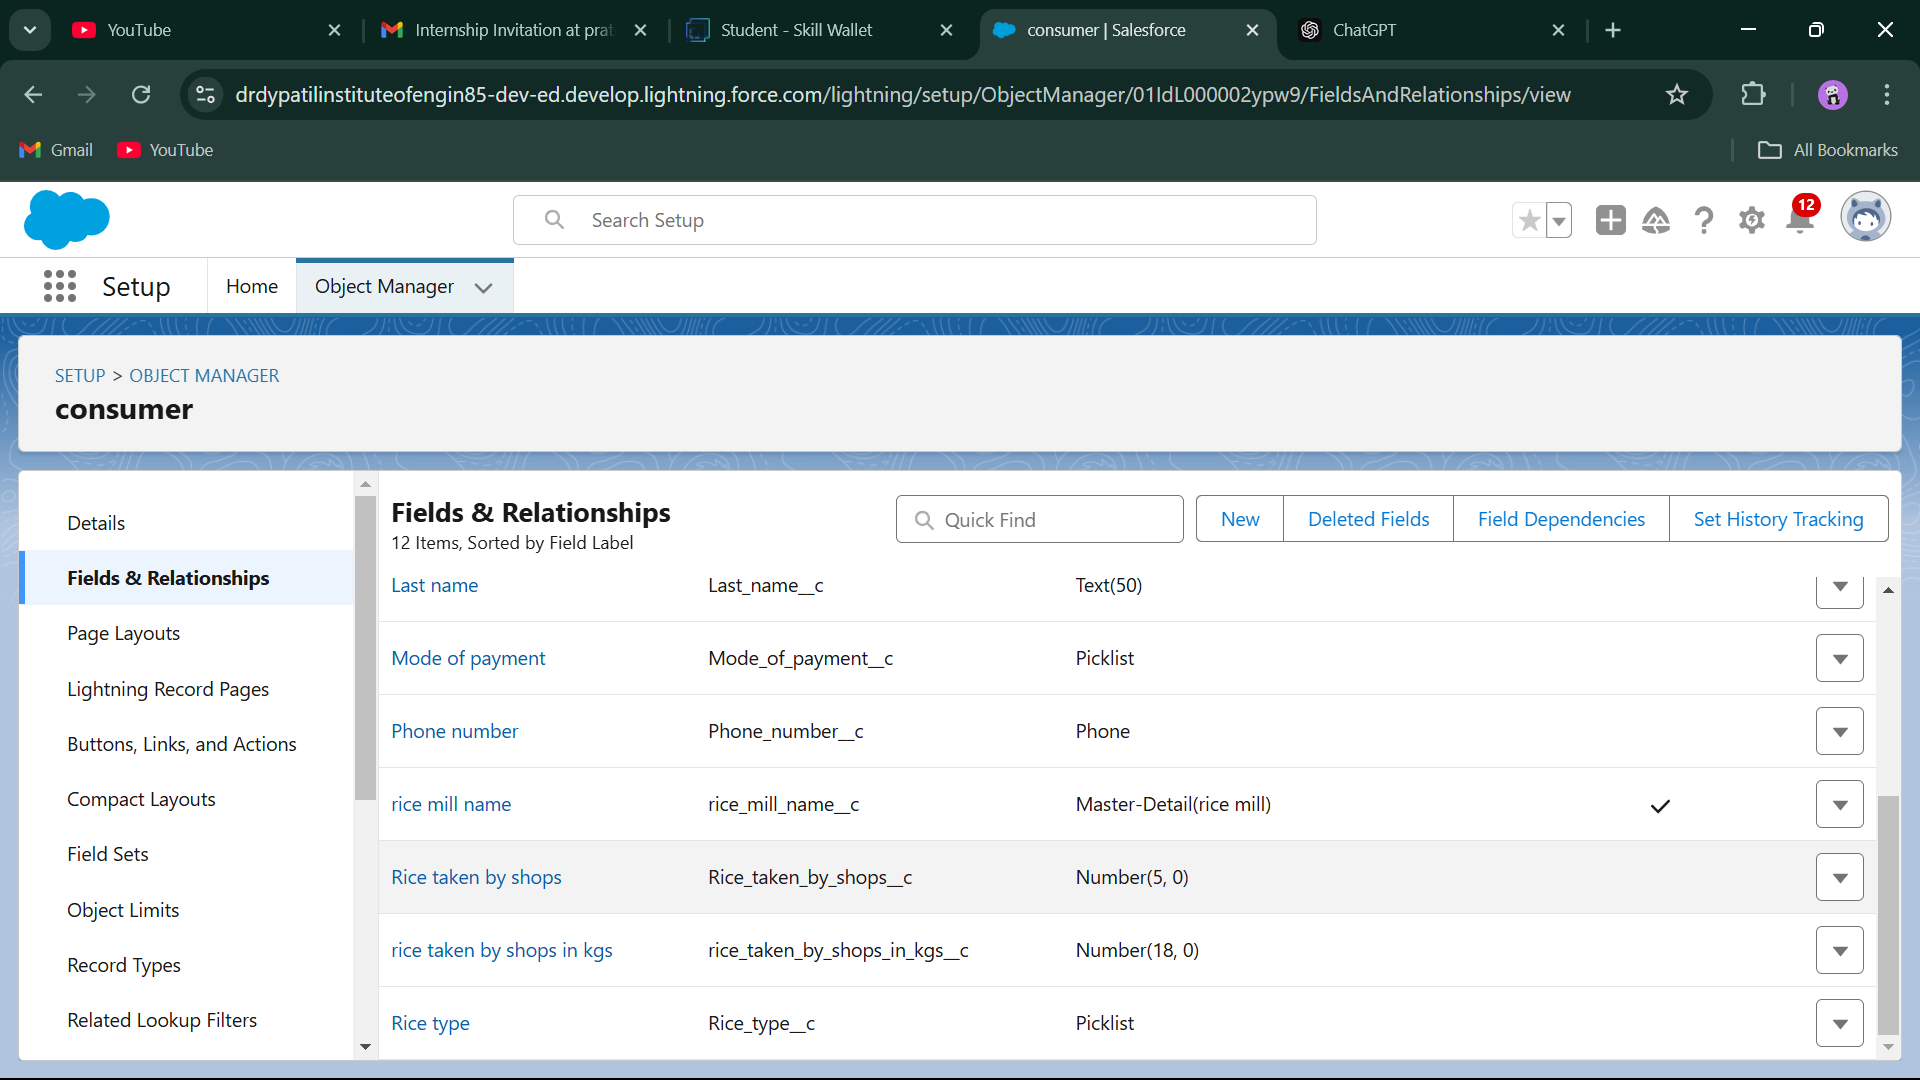 YouTube
Internship Invitation at prat
Student - Skill Wallet
consumer | Salesforce
ChatGPT
drdypatilinstituteofengin85-dev-ed.develop.lightning.force.com/lightning/setup/ObjectManager/01IdL000002ypw9/FieldsAndRelationships/view
Gmail
YouTube
All Bookmarks
Search Setup
12
Setup
Home
Object Manager
SETUP > OBJECT MANAGER
consumer
Details
Fields & Relationships
Page Layouts
Lightning Record Pages
Buttons, Links, and Actions
Compact Layouts
Field Sets
Object Limits
Record Types
Related Lookup Filters
Fields & Relationships
12 Items, Sorted by Field Label
Quick Find
New
Deleted Fields
Field Dependencies
Set History Tracking
Last name Last_name__c Text(50)
Mode of payment Mode_of_payment__c Picklist
Phone number Phone_number__c Phone
rice mill name rice_mill_name__c Master-Detail(rice mill)
Rice taken by shops Rice_taken_by_shops__c Number(5, 0)
rice taken by shops in kgs rice_taken_by_shops_in_kgs__c Number(18, 0)
Rice type Rice_type__c Picklist